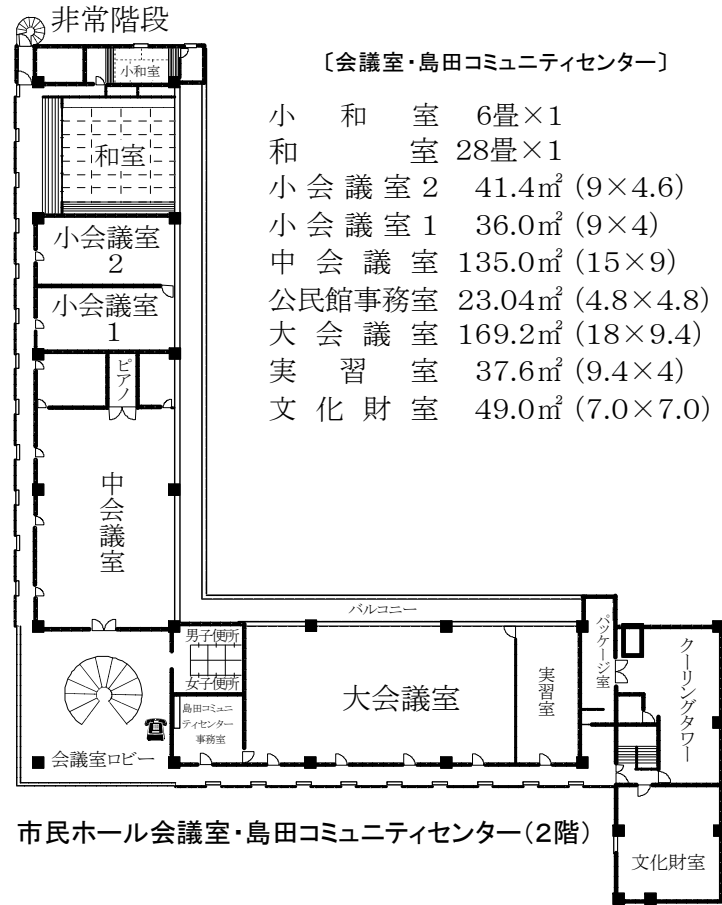 非常階段
小和室
〔会議室・島田コミュニティセンター〕
小和室 6畳×1
和室 28畳×1
小会議室2 41.4㎡ (9×4.6)
小会議室1 36.0㎡ (9×4)
中会議室 135.0㎡ (15×9)
公民館事務室 23.04㎡ (4.8×4.8)
大会議室 169.2㎡ (18×9.4)
実習室 37.6㎡ (9.4×4)
文化財室 49.0㎡ (7.0×7.0)
和室
小会議室
2
小会議室
1
ピアノ
中会議室
バルコニー
男子便所
女子便所
島田コミュニ
ティセンター
事務室
大会議室
実習室
パッケージ室
クーリングタワー
会議室ロビー
文化財室
市民ホール会議室・島田コミュニティセンター(2階)